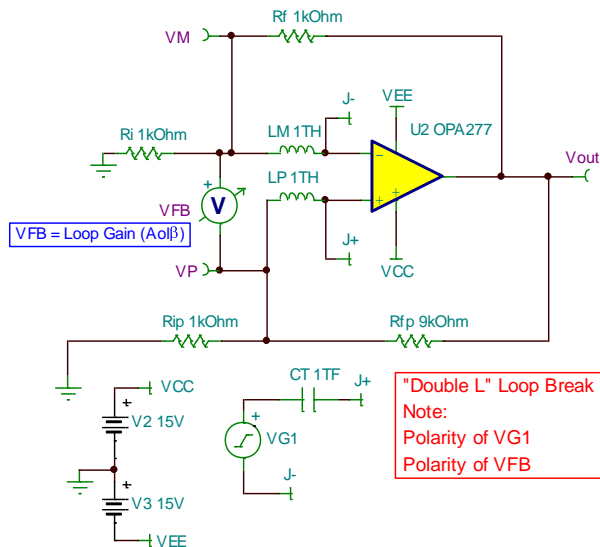 Rf 1kOhm
VM
J-
VEE
U2 OPA277
Ri 1kOhm
LM 1TH
Vout
LP 1TH
+
V
VFB
VFB = Loop Gain (Aolβ)
-
+
+
J+
VCC
VP
Rip 1kOhm
Rfp 9kOhm
CT 1TF
J+
VCC
+
V2 15V
+
VG1
"Double L" Loop Break
Note:
Polarity of VG1
Polarity of VFB
+
V3 15V
J-
VEE